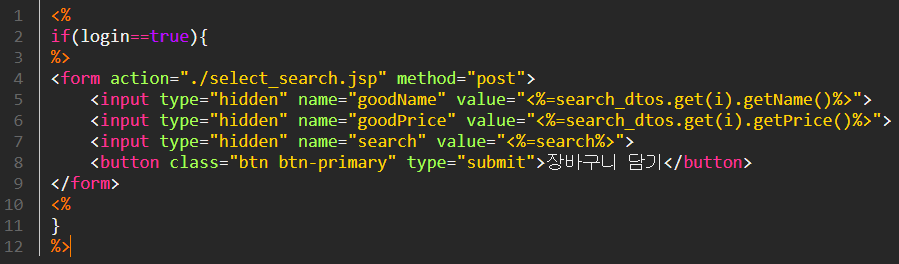 1 <%
2 if(login==true){
3 %>
4 <form action="./select_search.jsp" method="post">
5     <input type="hidden" name="goodName" value="<%=search_dtos.get(i).getName()%>">
6     <input type="hidden" name="goodPrice" value="<%=search_dtos.get(i).getPrice()%>">
7     <input type="hidden" name="search" value="<%=search%>">
8     <button class="btn btn-primary" type="submit">장바구니 담기</button>
9 </form>
10 <%
11 }
12 %>